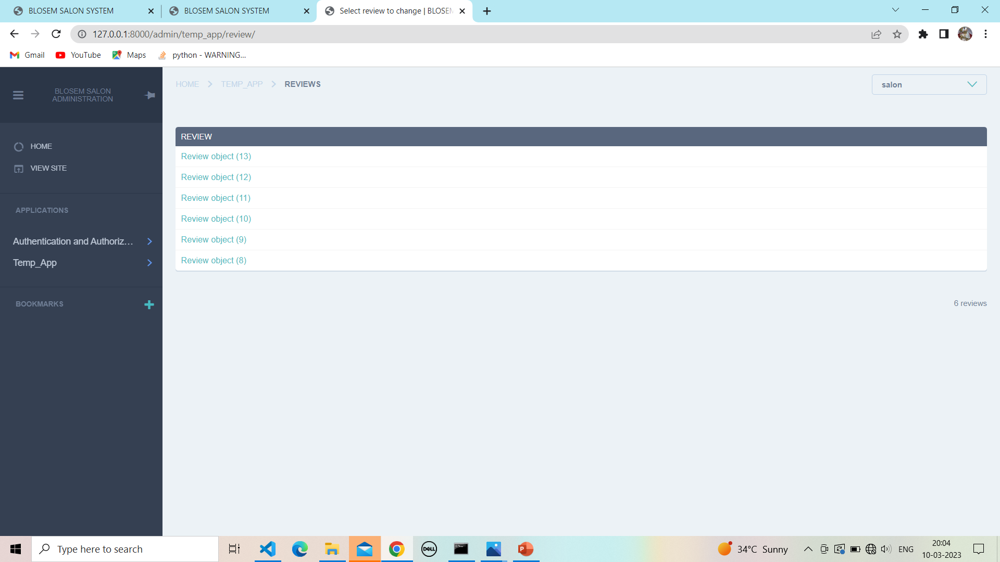 BLOSEM SALON SYSTEM
BLOSEM SALON SYSTEM
Select review to change | BLOSEM
127.0.0.1:8000/admin/temp_app/review/
Gmail
YouTube
Maps
python - WARNING...
BLOSEM SALON
ADMINISTRATION
HOME
VIEW SITE
APPLICATIONS
Authentication and Authoriz...
Temp_App
BOOKMARKS
HOME
TEMP_APP
REVIEWS
salon
REVIEW
Review object (13)
Review object (12)
Review object (11)
Review object (10)
Review object (9)
Review object (8)
6 reviews
Type here to search
DELL
34°C Sunny
ENG
20:04
10-03-2023